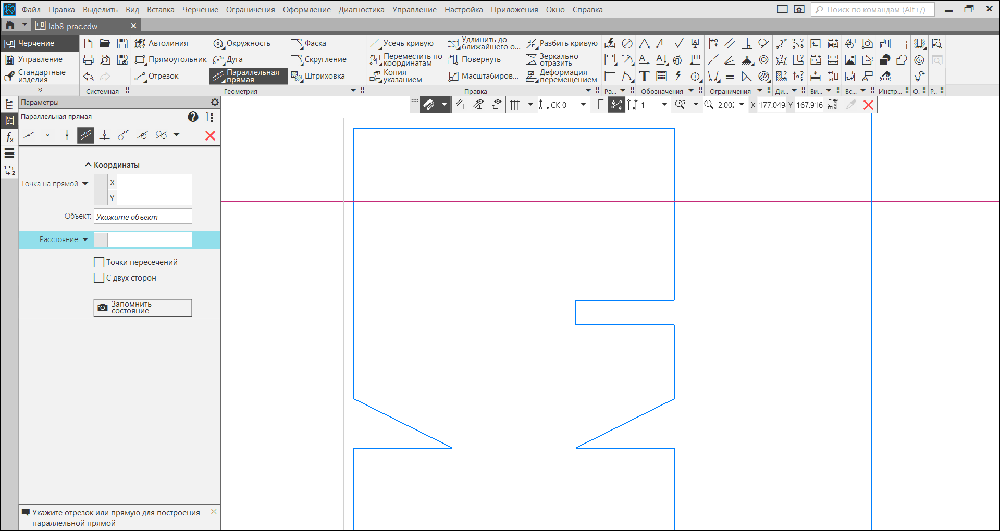 Файл Правка Выделить Вид Вставка Черчение Ограничения Оформление Диагностика Управление Настройка Приложения Окно Справка Поиск по командам (Alt+/)
lab8-prac.cdw
Черчение
Управление
Стандартные
изделия
Системная
Автолиния Окружность Фаска
Прямоугольник Дуга Скругление
Отрезок Параллельная
прямая Штриховка
Геометрия
Усечь кривую Удлинить до
ближайшего о... Разбить кривую
Переместить по
координатам Повернуть Зеркально
отразить
Копия
указанием Масштабиров... Деформация
перемещением
Правка
Ра... Обозначения Ограничения Ди... Ви... Вс... Инстр... О. Р..
Параметры
Параллельная прямая
СК 0 1 2.002 X 177.049 Y 167.916
Координаты
Точка на прямой X
Y
Объект: Укажите объект
Расстояние
Точки пересечений
С двух сторон
Запомнить
состояние
Укажите отрезок или прямую для построения
параллельной прямой